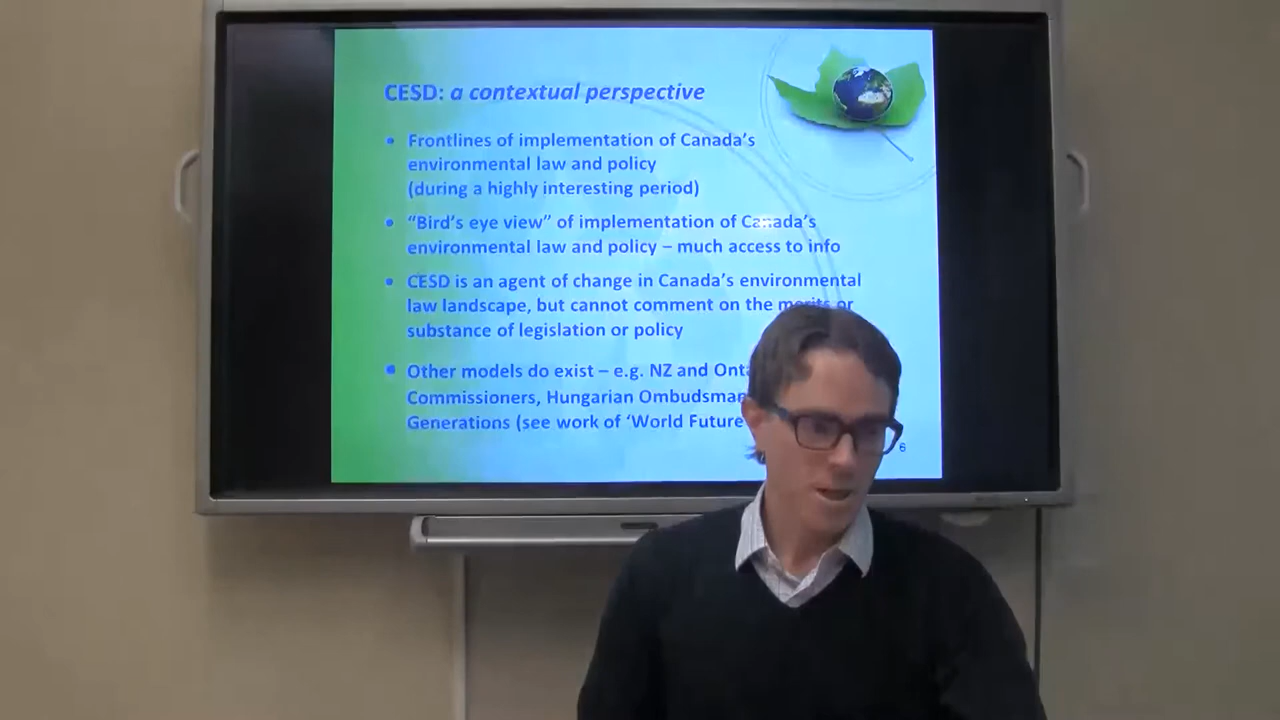 CESD: a contextual perspective
• Frontlines of implementation of Canada's
environmental law and policy
(during a highly interesting period)
• “Bird's eye view” of implementation of Canada's
environmental law and policy – much access to info
• CESD is an agent of change in Canada's environmental
law landscape, but cannot comment on the merits or
substance of legislation or policy
• Other models do exist – e.g. NZ and
Commissioners, Hungarian Ombudsman
Generations (see work of ‘World Future
6